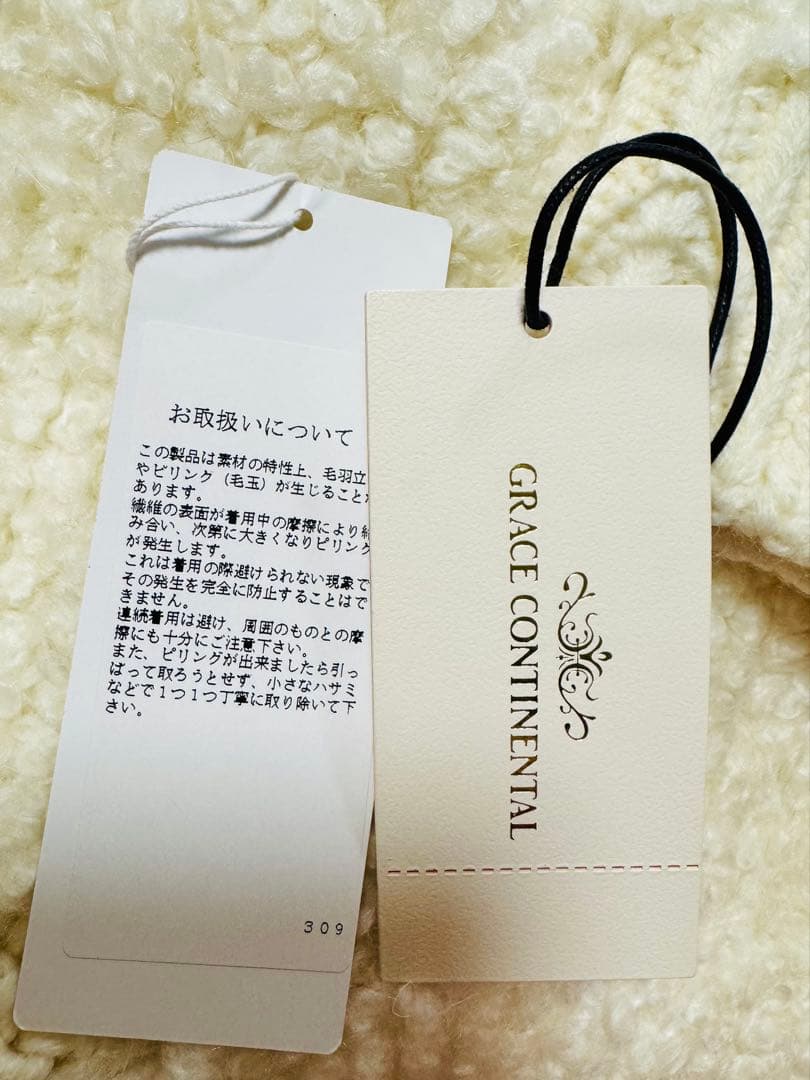 お取扱いについて
この製品は素材の特性上、毛羽立
やピリング（毛玉）が生じること
あります。
繊維の表面が着用中の摩擦により
み合い、次第に大きくなりピリング
が発生します。
これは着用の際避けられない現象で
その発生を完全に防止することはで
きません。
連続着用は避け、周囲のものとの摩
擦にも十分にご注意下さい。
また、ピリングが出来ましたら引っ
ぱって取ろうとせず、小さなハサミ
などで１つ１つ丁寧に取り除いて下
さい。
309
GRACE CONTINENTAL